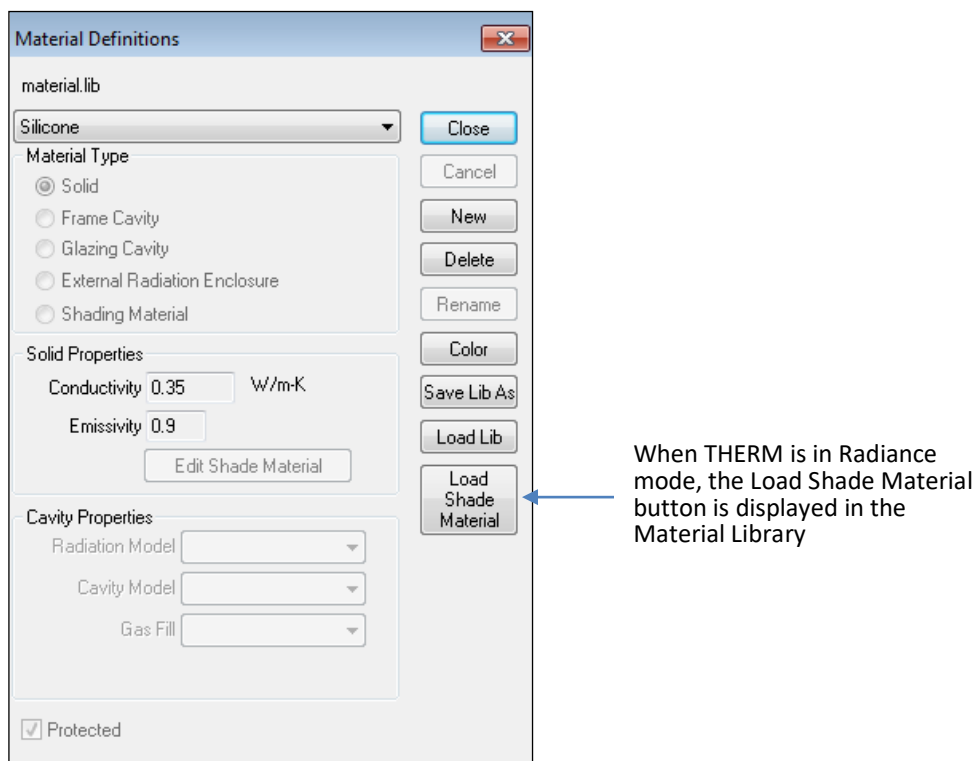 Material Definitions
material.lib
Silicone
Close
Material Type
Solid
Cancel
Frame Cavity
New
Glazing Cavity
Delete
External Radiation Enclosure
Rename
Shading Material
Color
Solid Properties
Conductivity 0.35 W/m-K
Save Lib As
Emissivity 0.9
Load Lib
Edit Shade Material
Load
Shade
Material
Cavity Properties
Radiation Model
Cavity Model
Gas Fill
Protected
When THERM is in Radiance
mode, the Load Shade Material
button is displayed in the
Material Library